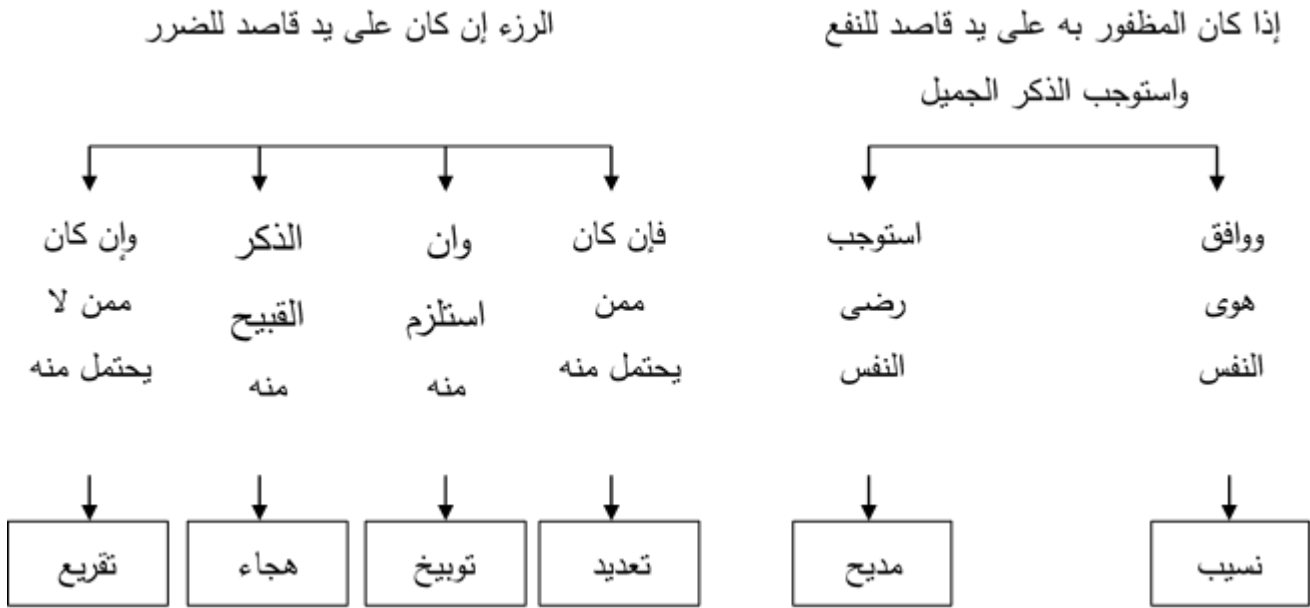 إذا كان المظفور به على يد قاصد للنفع
واستوجب الذكر الجميل
ووافق
هوى
النفس
نسيب
استوجب
رضى
النفس
مديح
الرزء إن كان على يد قاصد للضرر
فإن كان
ممن
يحتمل منه
تعديد
وان
استلزم
منه
توبيخ
الذكر
القبيح
منه
هجاء
وإن كان
ممن لا
يحتمل منه
تقريع